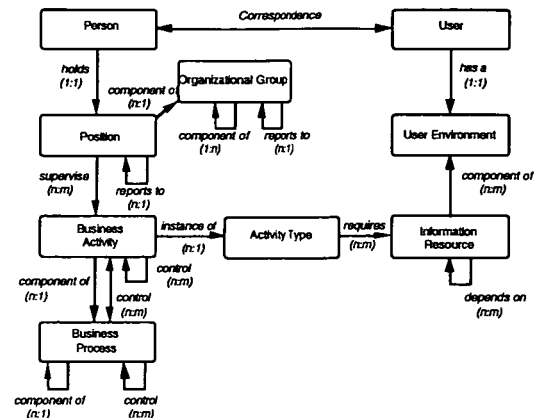 Correspondence
Person
User
holds
(1:1)
component of
(n:1)
Organizational Group
has a
(1:1)
Position
component of
(1:n)
reports to
(n:1)
User Environment
supervise
(n:m)
reports to
(n:1)
component of
(n:m)
Business
Activity
instance of
(n:1)
Activity Type
requires
(n:m)
Information
Resource
component of
(n:1)
control
(n:m)
control
(n:m)
depends on
(n:m)
Business
Process
component of
(n:1)
control
(n:m)